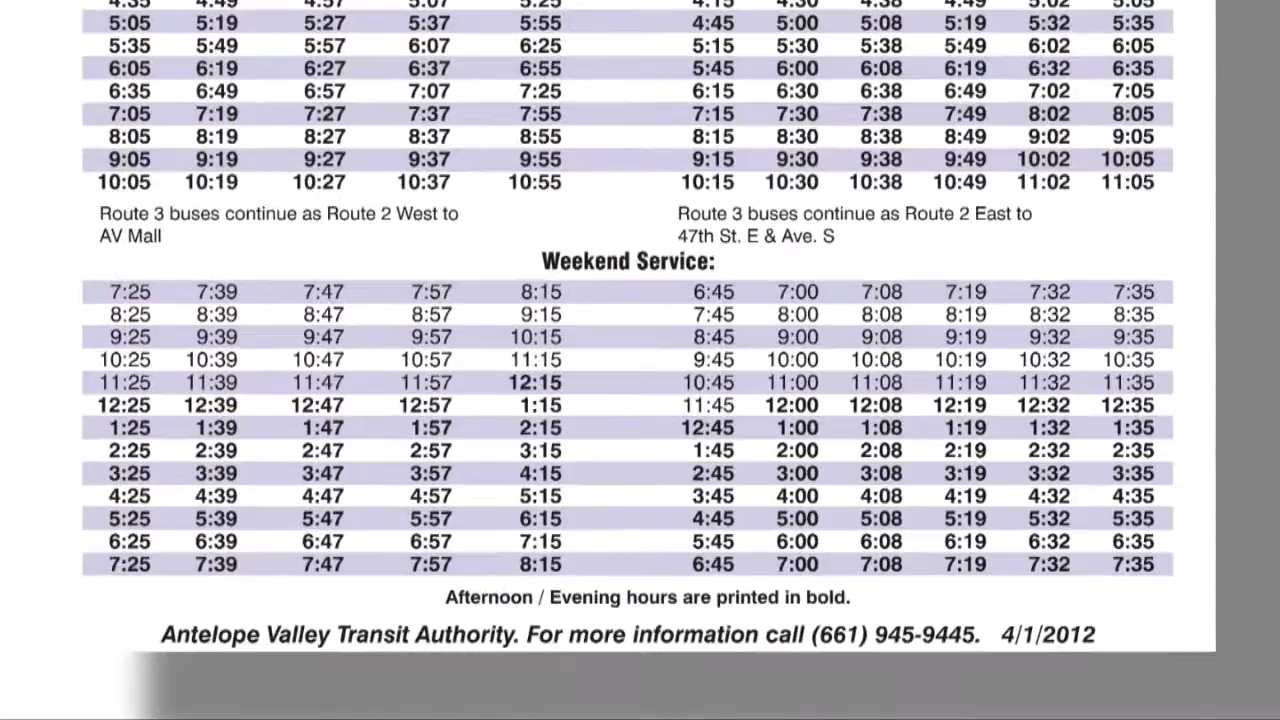 4:35 4:49 4:57 5:07 5:25 4:15 4:30 4:38 4:49 5:02 5:05
5:05 5:19 5:27 5:37 5:55 4:45 5:00 5:08 5:19 5:32 5:35
5:35 5:49 5:57 6:07 6:25 5:15 5:30 5:38 5:49 6:02 6:05
6:05 6:19 6:27 6:37 6:55 5:45 6:00 6:08 6:19 6:32 6:35
6:35 6:49 6:57 7:07 7:25 6:15 6:30 6:38 6:49 7:02 7:05
7:05 7:19 7:27 7:37 7:55 7:15 7:30 7:38 7:49 8:02 8:05
8:05 8:19 8:27 8:37 8:55 8:15 8:30 8:38 8:49 9:02 9:05
9:05 9:19 9:27 9:37 9:55 9:15 9:30 9:38 9:49 10:02 10:05
10:05 10:19 10:27 10:37 10:55 10:15 10:30 10:38 10:49 11:02 11:05
Route 3 buses continue as Route 2 West to
AV Mall
Route 3 buses continue as Route 2 East to
47th St. E & Ave. S
Weekend Service:
7:25 7:39 7:47 7:57 8:15 6:45 7:00 7:08 7:19 7:32 7:35
8:25 8:39 8:47 8:57 9:15 7:45 8:00 8:08 8:19 8:32 8:35
9:25 9:39 9:47 9:57 10:15 8:45 9:00 9:08 9:19 9:32 9:35
10:25 10:39 10:47 10:57 11:15 9:45 10:00 10:08 10:19 10:32 10:35
11:25 11:39 11:47 11:57 12:15 10:45 11:00 11:08 11:19 11:32 11:35
12:25 12:39 12:47 12:57 1:15 11:45 12:00 12:08 12:19 12:32 12:35
1:25 1:39 1:47 1:57 2:15 12:45 1:00 1:08 1:19 1:32 1:35
2:25 2:39 2:47 2:57 3:15 1:45 2:00 2:08 2:19 2:32 2:35
3:25 3:39 3:47 3:57 4:15 2:45 3:00 3:08 3:19 3:32 3:35
4:25 4:39 4:47 4:57 5:15 3:45 4:00 4:08 4:19 4:32 4:35
5:25 5:39 5:47 5:57 6:15 4:45 5:00 5:08 5:19 5:32 5:35
6:25 6:39 6:47 6:57 7:15 5:45 6:00 6:08 6:19 6:32 6:35
7:25 7:39 7:47 7:57 8:15 6:45 7:00 7:08 7:19 7:32 7:35
Afternoon / Evening hours are printed in bold.
Antelope Valley Transit Authority. For more information call (661) 945-9445. 4/1/2012